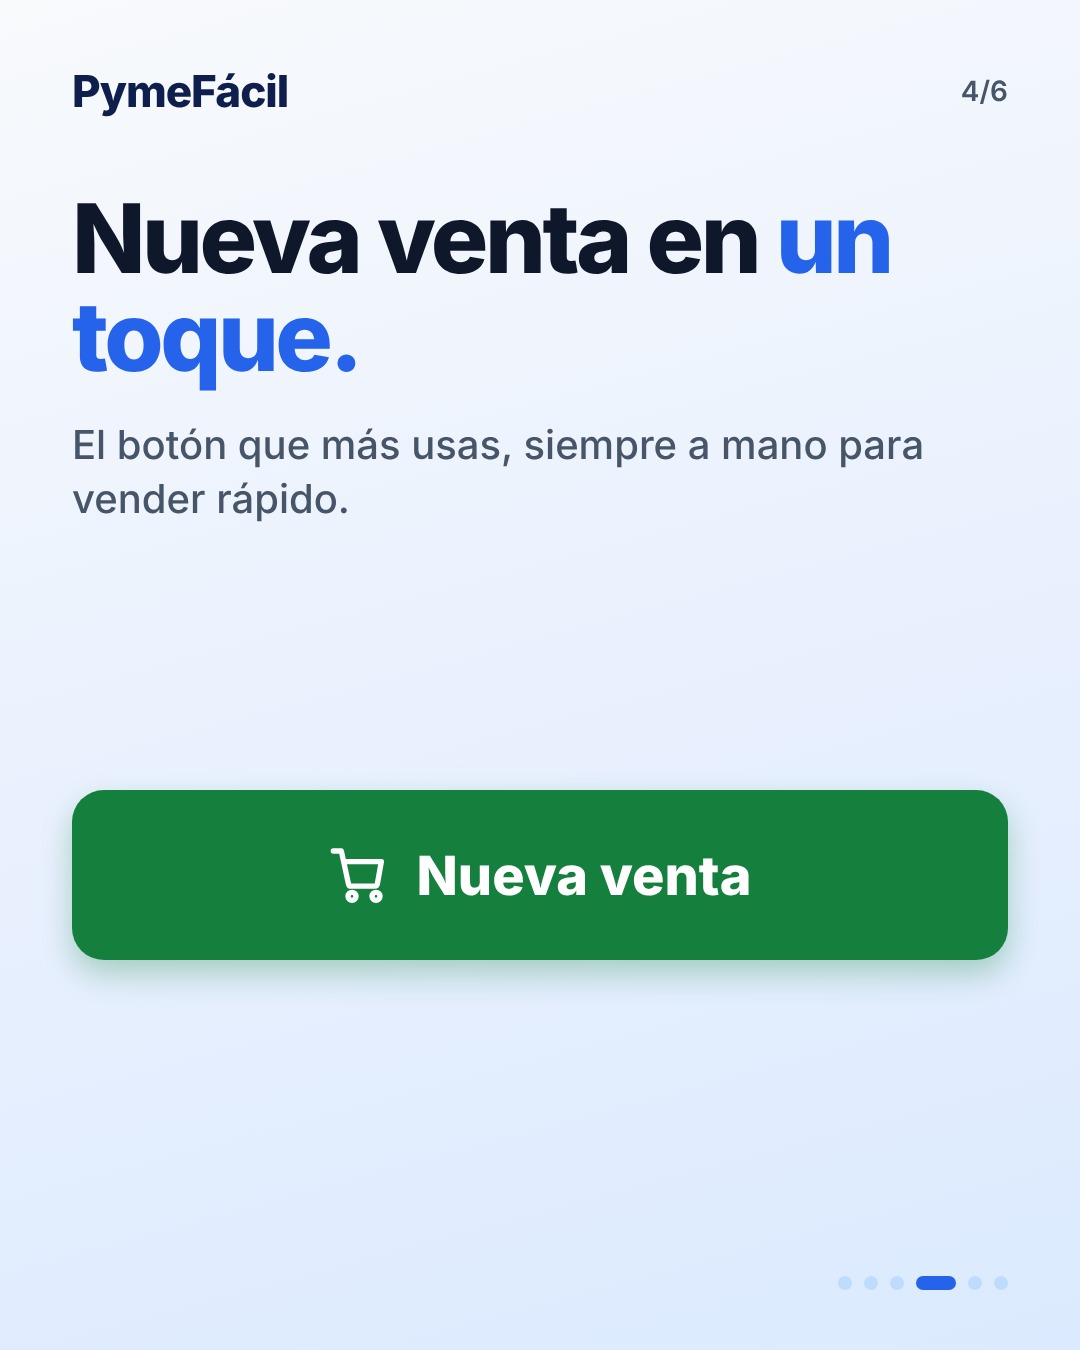 PymeFácil
4/6
Nueva venta en un
toque.
El botón que más usas, siempre a mano para
vender rápido.
Nueva venta